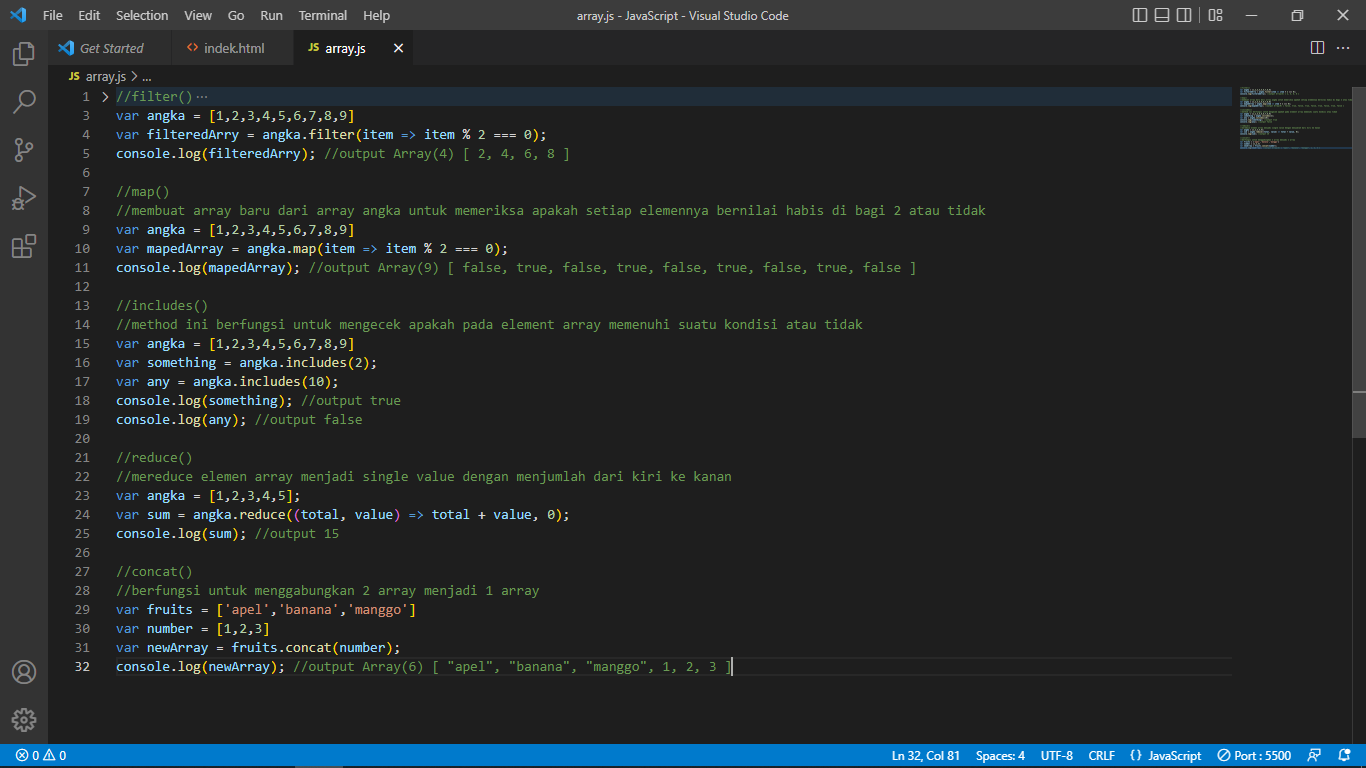 File Edit Selection View Go Run Terminal Help array.js - JavaScript - Visual Studio Code
Get Started <> indek.html JS array.js
JS array.js > ...
1 //filter() ···
3 var angka = [1,2,3,4,5,6,7,8,9]
4 var filteredArry = angka.filter(item => item % 2 === 0);
5 console.log(filteredArry); //output Array(4) [ 2, 4, 6, 8 ]
6
7 //map()
8 //membuat array baru dari array angka untuk memeriksa apakah setiap elemennya bernilai habis di bagi 2 atau tidak
9 var angka = [1,2,3,4,5,6,7,8,9]
10 var mapedArray = angka.map(item => item % 2 === 0);
11 console.log(mapedArray); //output Array(9) [ false, true, false, true, false, true, false, true, false ]
12
13 //includes()
14 //method ini berfungsi untuk mengecek apakah pada element array memenuhi suatu kondisi atau tidak
15 var angka = [1,2,3,4,5,6,7,8,9]
16 var something = angka.includes(2);
17 var any = angka.includes(10);
18 console.log(something); //output true
19 console.log(any); //output false
20
21 //reduce()
22 //mereduce elemen array menjadi single value dengan menjumlah dari kiri ke kanan
23 var angka = [1,2,3,4,5];
24 var sum = angka.reduce((total, value) => total + value, 0);
25 console.log(sum); //output 15
26
27 //concat()
28 //berfungsi untuk menggabungkan 2 array menjadi 1 array
29 var fruits = ['apel','banana','manggo']
30 var number = [1,2,3]
31 var newArray = fruits.concat(number);
32 console.log(newArray); //output Array(6) [ "apel", "banana", "manggo", 1, 2, 3 ]
0 0 Ln 32, Col 81 Spaces: 4 UTF-8 CRLF {} JavaScript Port : 5500